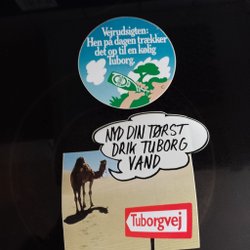 Vejrudsigten:
Hen på dagen trækker
det op til en kølig
Tuborg.
NYD DIN TØRST
DRIK TUBORG
VAND
Tuborgvej